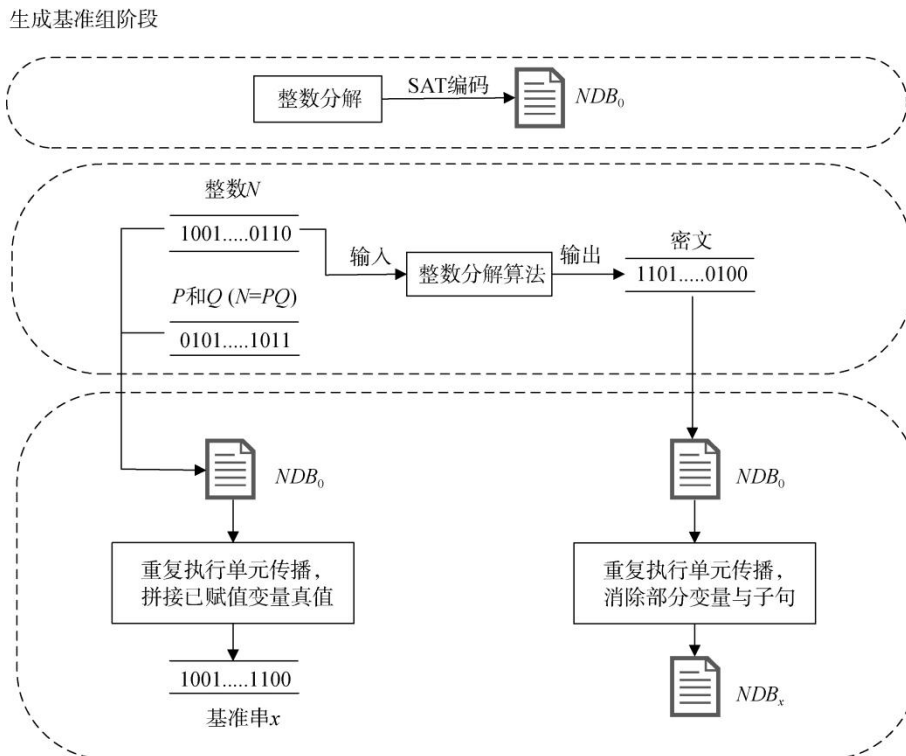 生成基准组阶段
整数分解
SAT编码
NDB₀
整数N
1001.....0110
输入
整数分解算法
输出
密文
1101.....0100
P和Q (N=PQ)
0101.....1011
NDB₀
NDB₀
重复执行单元传播，
拼接已赋值变量真值
重复执行单元传播，
消除部分变量与子句
1001.....1100
基准串x
NDBₓ